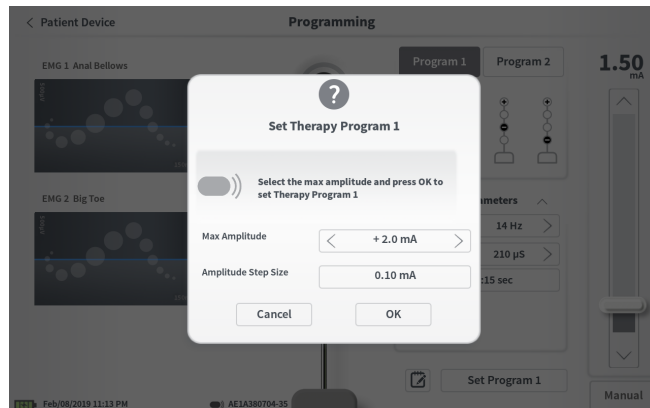 Patient Device
Programming
EMG 1 Anal Bellows
EMG 2 Big Toe
Program 1
Program 2
1.50
mA
?
Set Therapy Program 1
Select the max amplitude and press OK to
set Therapy Program 1
Max Amplitude
+ 2.0 mA
Amplitude Step Size
0.10 mA
Cancel
OK
14 Hz
210 µS
:15 sec
Set Program 1
Manual
Feb/08/2019 11:13 PM
AE1A380704-35